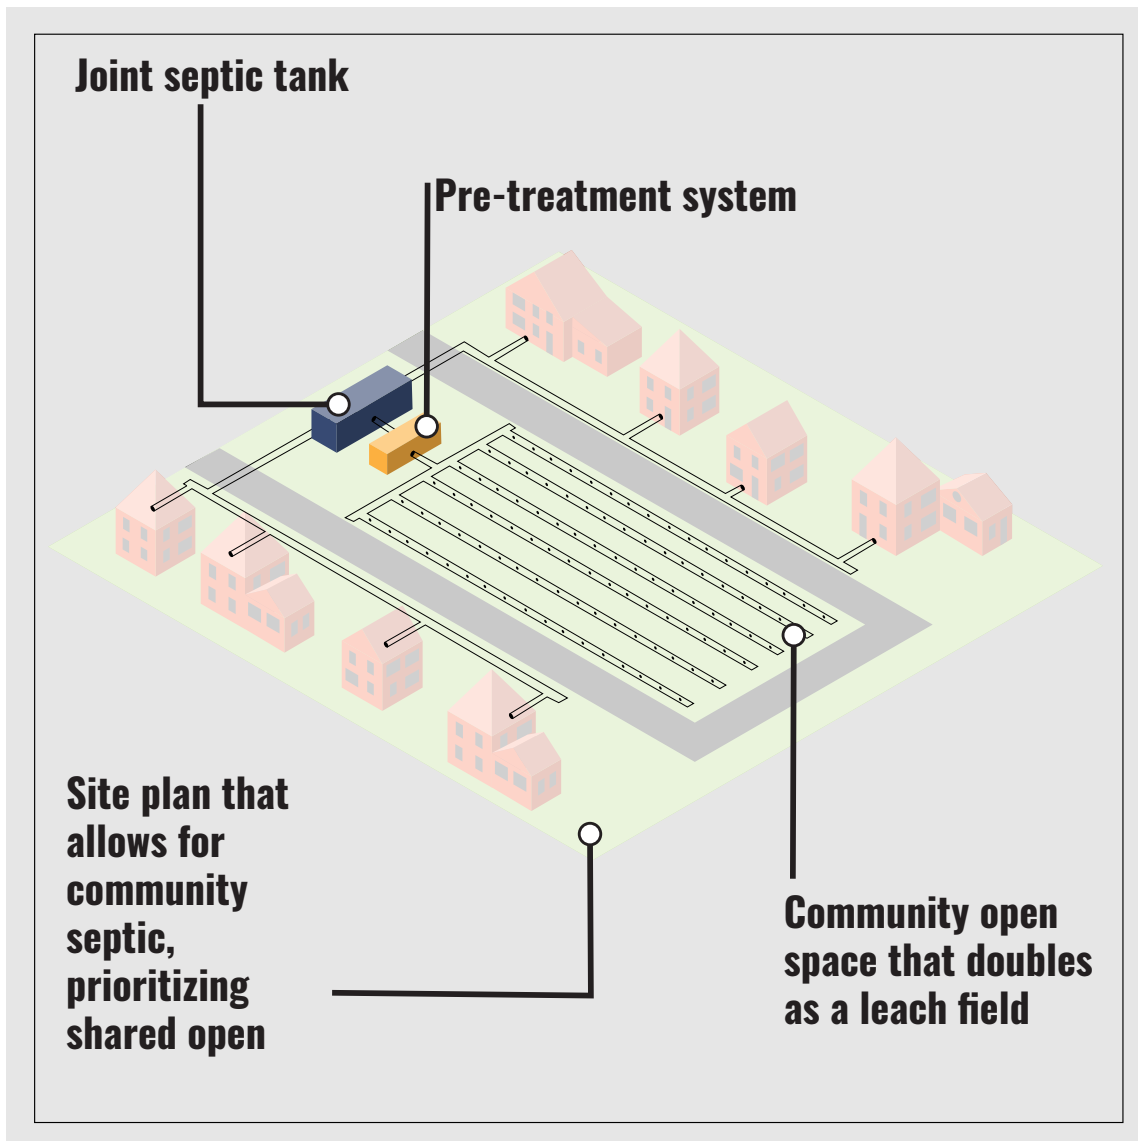 Joint septic tank
Pre-treatment system
Site plan that
allows for
community
septic,
prioritizing
shared open
Community open
space that doubles
as a leach field